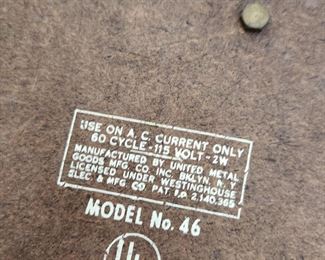 USE ON A. C. CURRENT ONLY
60 CYCLE-115 VOLT-2W
MANUFACTURED BY UNITED METAL
GOODS MFG. CO. INC. BKLYN. N. Y.
LICENSED UNDER WESTINGHOUSE
ELEC. & MFG. CO. PAT. NO. 2,140,365
MODEL No. 46
UL